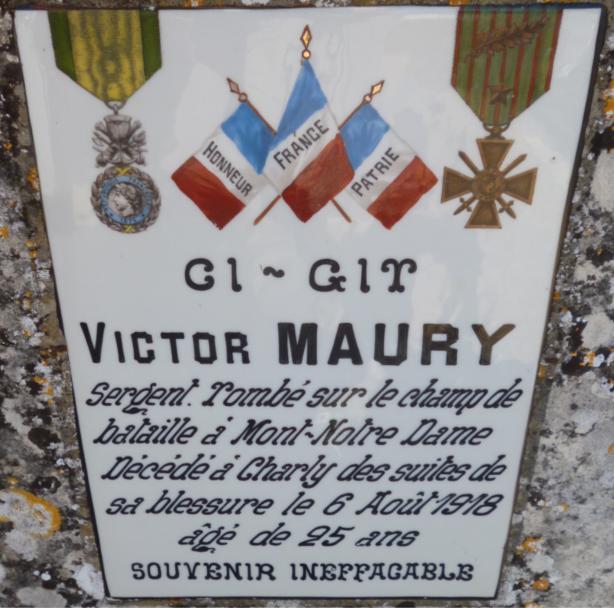 HONNEUR
FRANCE
PATRIE
CI ~ GIT
VICTOR MAURY
Sergent. Tombé sur le champ de
bataille à Mont-Notre Dame
Décédé à Charly des suites de
sa blessure le 6 Août 1918
âgé de 25 ans
SOUVENIR INEFFACABLE